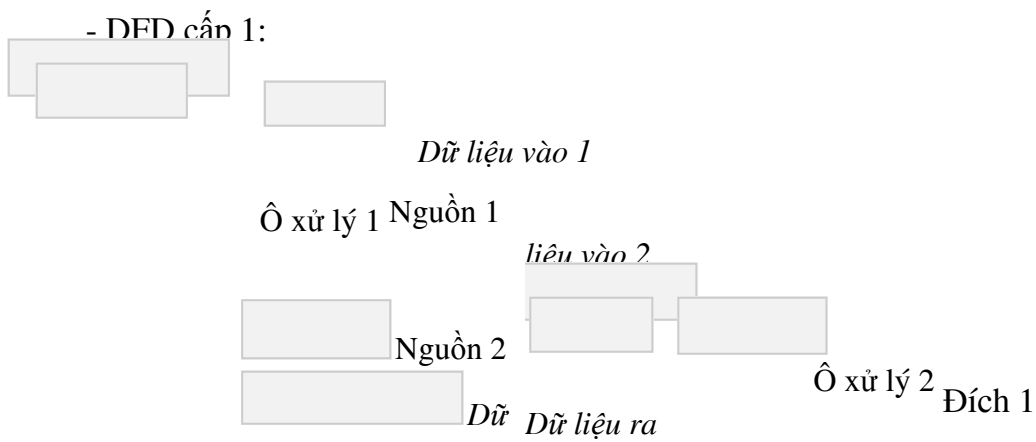 - DFD cấp 1:
Dữ liệu vào 1
Ô xử lý 1 Nguồn 1
liệu vào 2
Nguồn 2
Ô xử lý 2 Đích 1
Dữ Dữ liệu ra